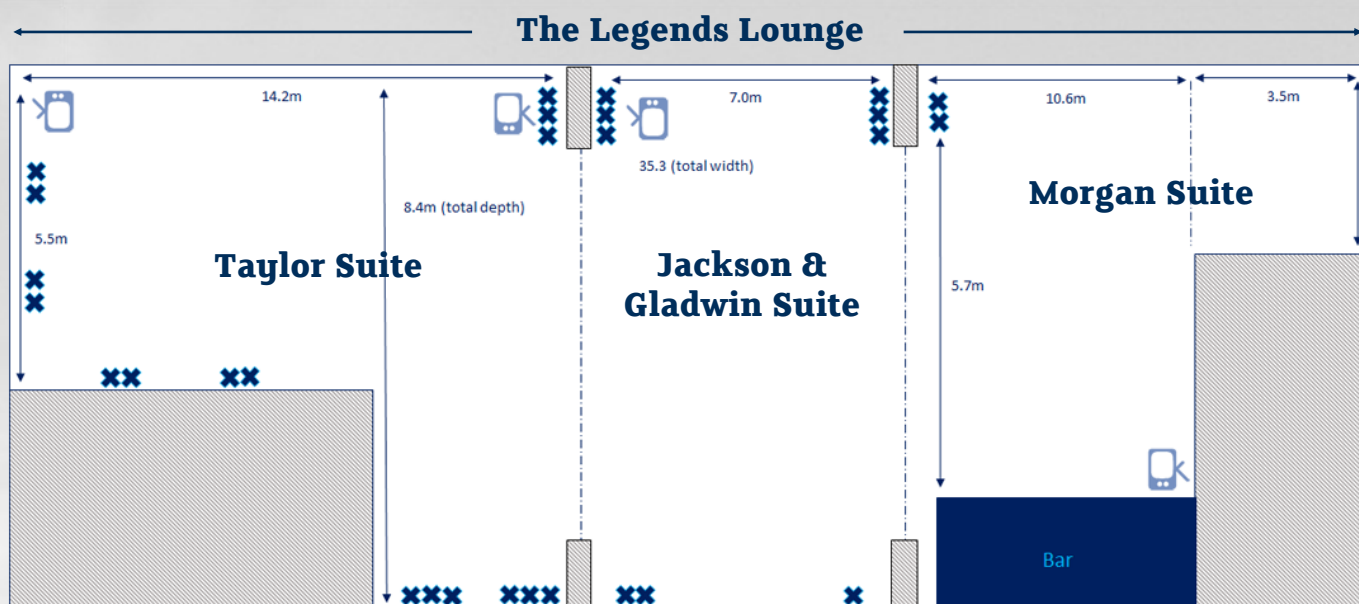 The Legends Lounge
14.2m
7.0m
10.6m
3.5m
35.3 (total width)
Morgan Suite
8.4m (total depth)
5.5m
Taylor Suite
Jackson &
Gladwin Suite
5.7m
Bar